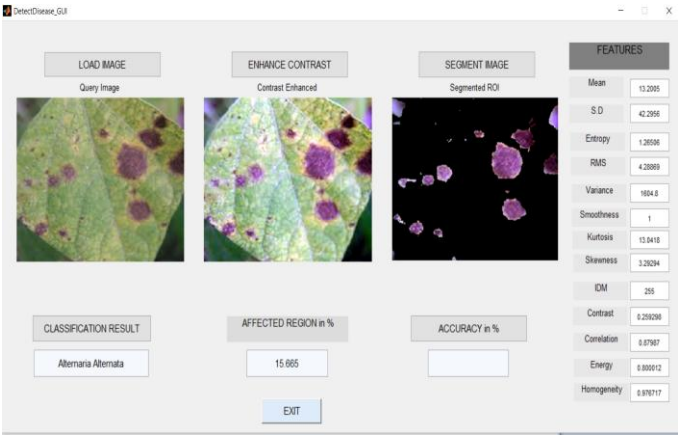 DetectDisease_GUI
LOAD IMAGE
ENHANCE CONTRAST
SEGMENT IMAGE
Query Image
Contrast Enhanced
Segmented ROI
FEATURES
Mean 13.2005
S.D 42.2956
Entropy 1.26506
RMS 4.28869
Variance 1604.6
Smoothness 1
Kurtosis 13.0418
Skewness 3.29294
IDM 255
Contrast 0.259298
Correlation 0.87967
Energy 0.800012
Homogeneity 0.976717
CLASSIFICATION RESULT
AFFECTED REGION in %
ACCURACY in %
Alternaria Alternata
15.665
EXIT